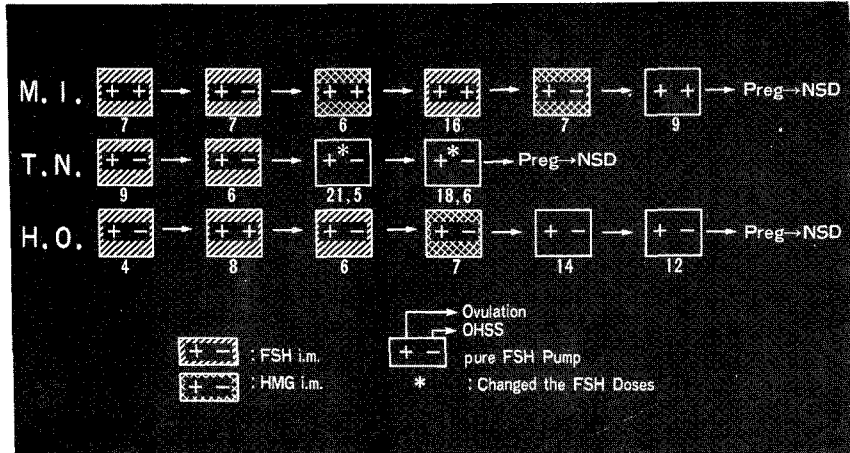 M. I. + + → + - → + + → + + → + - → + + → Preg→NSD
7 7 6 16 7 9
T. N. + - → + - → +*- → +*- → Preg→NSD
9 6 21,5 18,6
H. O. + - → + + → + - → + - → + - → + - → Preg→NSD
4 8 6 7 14 12
Ovulation
OHSS
+ - : FSH i.m. + - pure FSH Pump
+ - : HMG i.m. * : Changed the FSH Doses